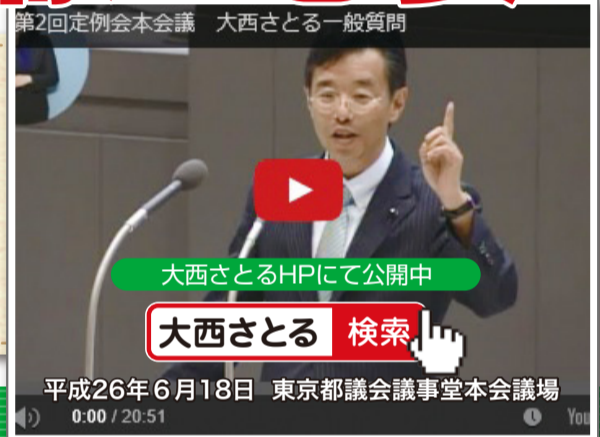 第2回定例会本会議 大西さとる一般質問
大西さとるHPにて公開中
大西さとる 検索
平成26年6月18日 東京都議会議事堂本会議場
0:00 / 20:51
You